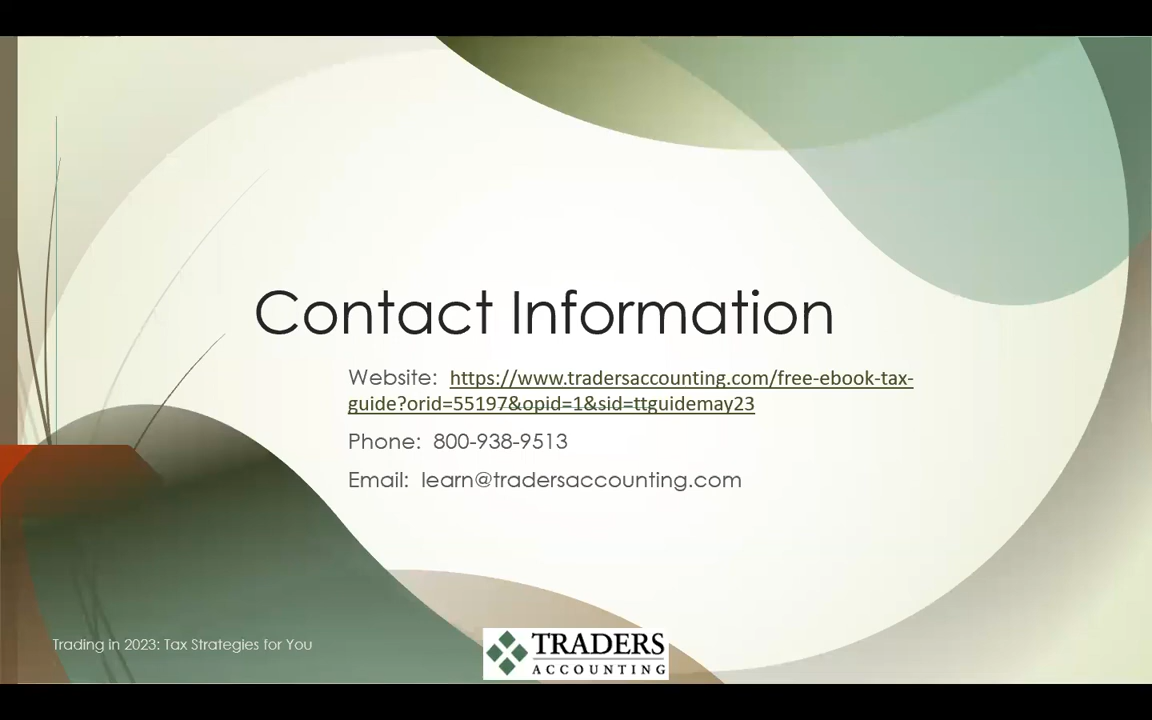 Contact Information
Website: https://www.tradersaccounting.com/free-ebook-tax-
guide?orid=55197&opid=1&sid=ttguidemay23
Phone: 800-938-9513
Email: learn@tradersaccounting.com
Trading in 2023: Tax Strategies for You
TRADERS
ACCOUNTING